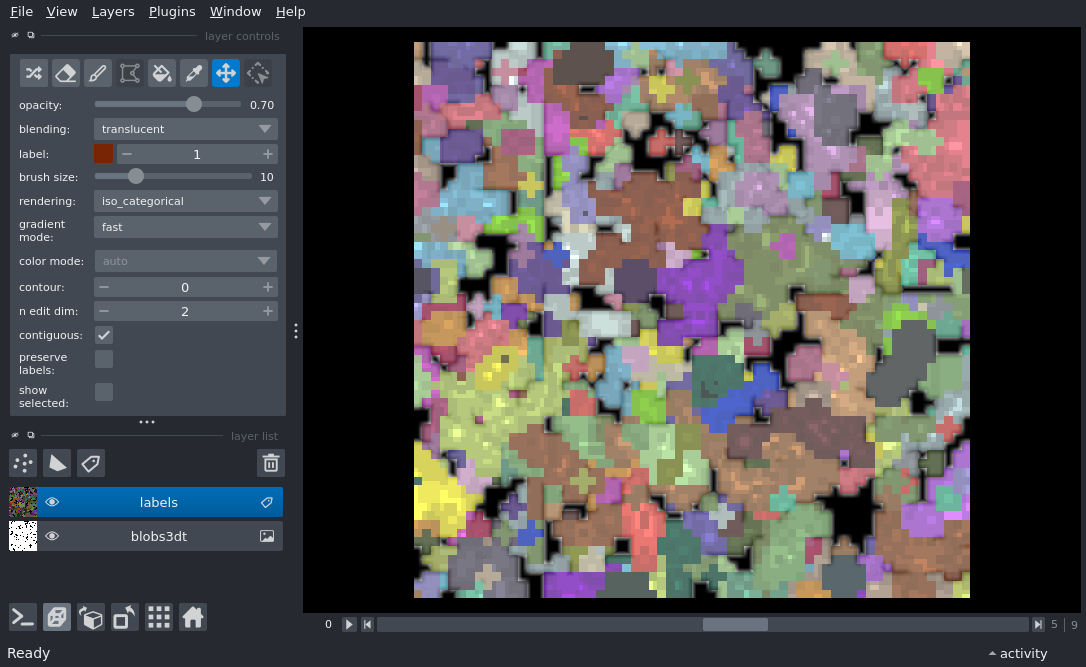 File View Layers Plugins Window Help
layer controls
opacity: 0.70
blending: translucent
label: 1
brush size: 10
rendering: iso_categorical
gradient
mode: fast
color mode: auto
contour: 0
n edit dim: 2
contiguous:
preserve
labels:
show
selected:
layer list
labels
blobs3dt
0 5 9
Ready activity